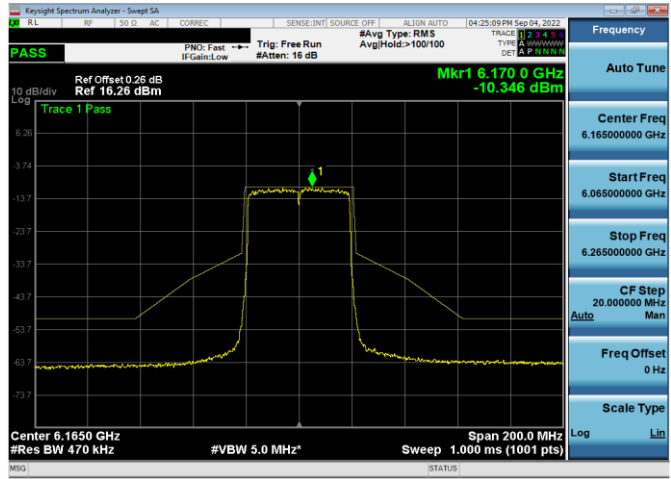 Keysight Spectrum Analyzer - Swept SA
RL RF 50 Ω AC CORREC SENSE:INT SOURCE OFF ALIGN AUTO 04:25:09 PM Sep 04, 2022
PASS
PNO: Fast
IFGain:Low
Trig: Free Run
#Atten: 16 dB
#Avg Type: RMS
Avg|Hold:>100/100
TRACE 1 2 3 4 5 6
TYPE A WWWWW
DET A P N N N N
Ref Offset 0.26 dB
10 dB/div Ref 16.26 dBm
Mkr1 6.170 0 GHz
-10.346 dBm
Log
Trace 1 Pass
1
6.26
-3.74
-13.7
-23.7
-33.7
-43.7
-53.7
-63.7
-73.7
Center 6.1650 GHz
#Res BW 470 kHz
#VBW 5.0 MHz*
Span 200.0 MHz
Sweep 1.000 ms (1001 pts)
MSG
STATUS
Frequency
Auto Tune
Center Freq
6.165000000 GHz
Start Freq
6.065000000 GHz
Stop Freq
6.265000000 GHz
CF Step
20.000000 MHz
Auto Man
Freq Offset
0 Hz
Scale Type
Log Lin